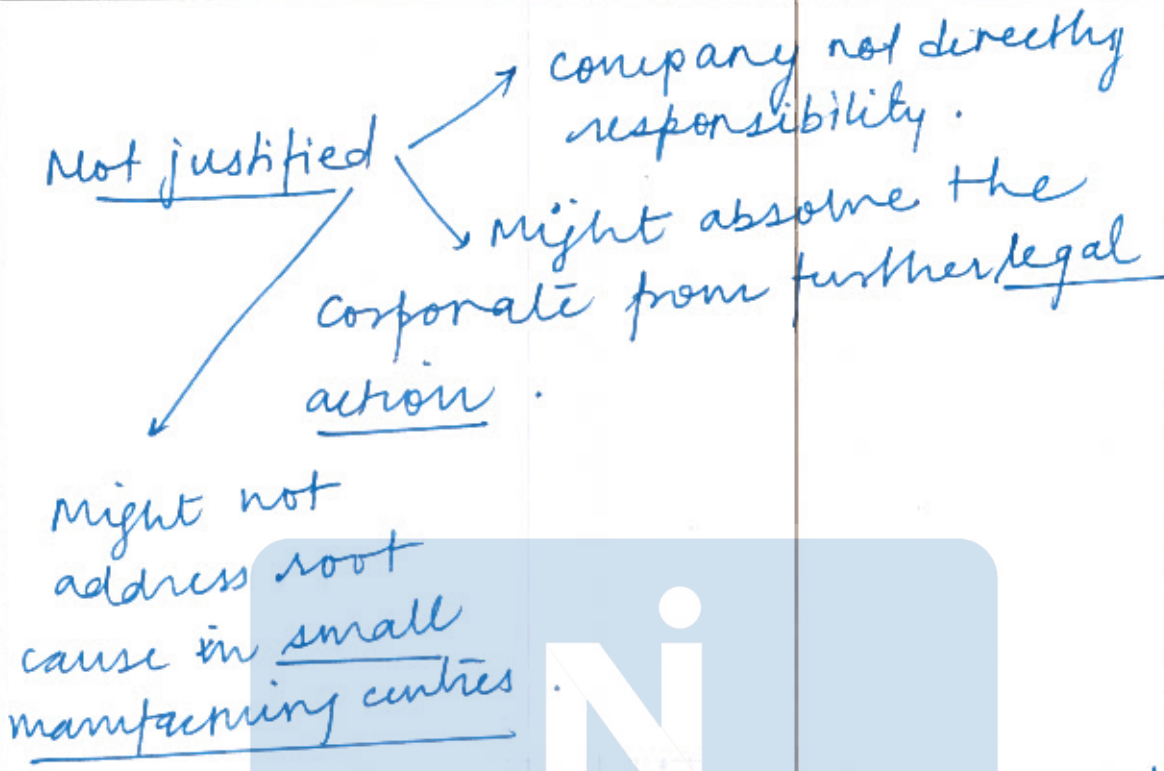 Not justified
company not directly
responsibility.
Might absolve the
corporate from further legal
action.
Might not
address root
cause in small
manufacturing centres.